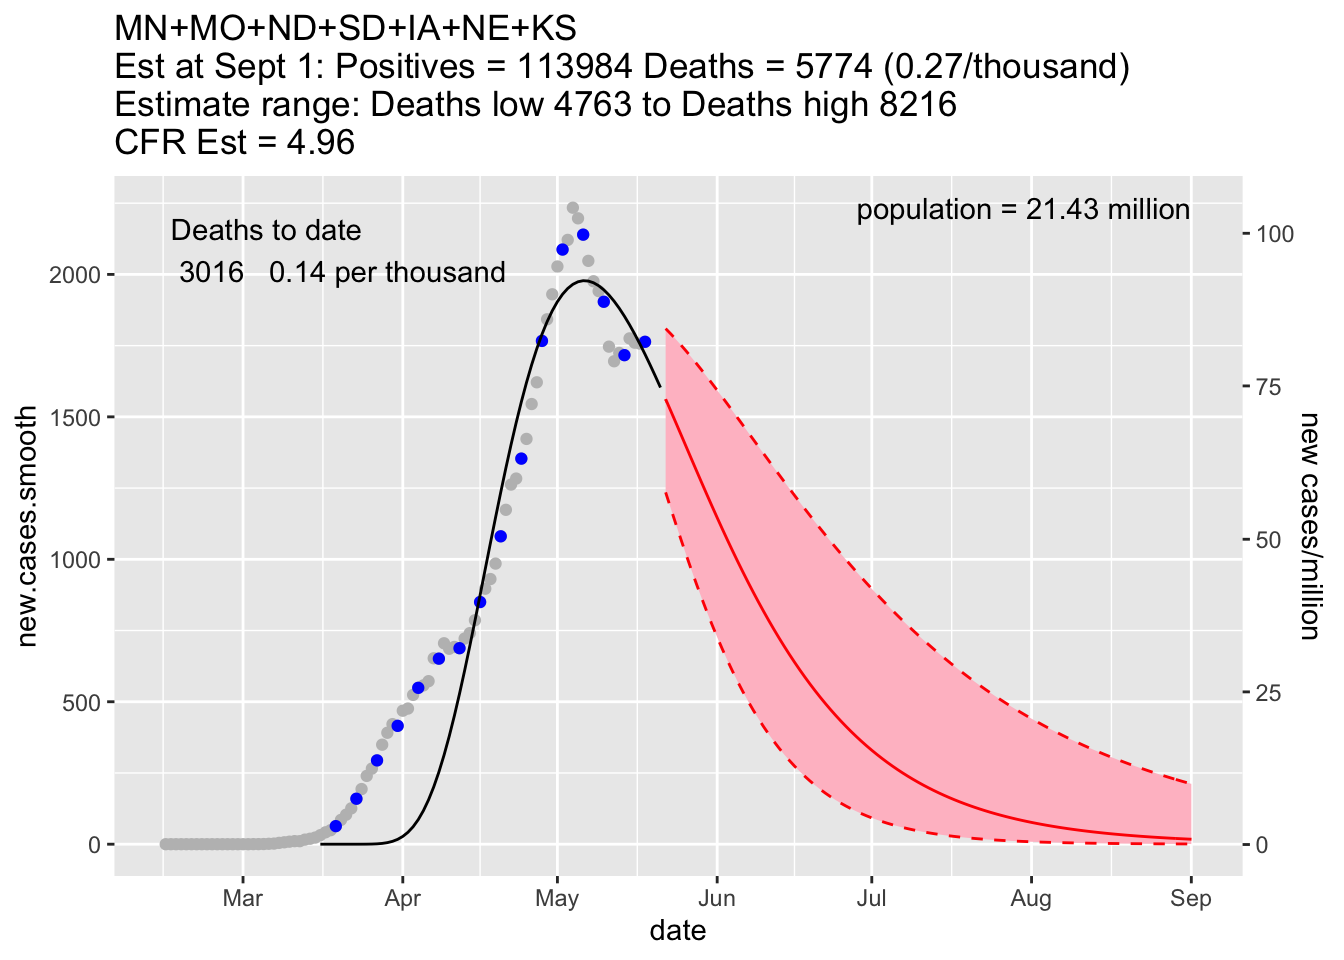 MN+MO+ND+SD+IA+NE+KS
Est at Sept 1: Positives = 113984 Deaths = 5774 (0.27/thousand)
Estimate range: Deaths low 4763 to Deaths high 8216
CFR Est = 4.96
Deaths to date
3016 0.14 per thousand
population = 21.43 million
new.cases.smooth
2000
1500
1000
500
0
100
75
50
25
0
new cases/million
Mar Apr May Jun Jul Aug Sep
date